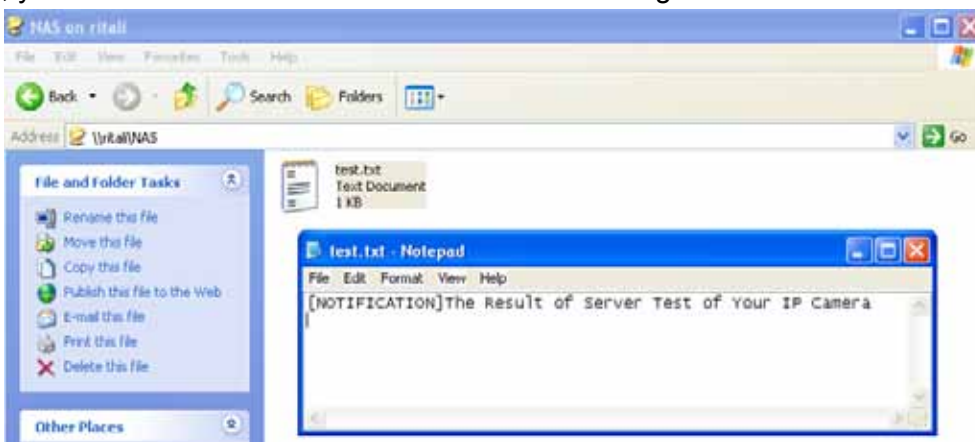 NAS on ritali
File Edit View Favorites Tools Help
Back Search Folders
Address \\ritali\NAS Go
File and Folder Tasks
Rename this file
Move this file
Copy this file
Publish this file to the Web
E-mail this file
Print this file
Delete this file
Other Places
test.txt
Text Document
1 KB
test.txt - Notepad
File Edit Format View Help
[NOTIFICATION]The Result of Server Test of Your IP Camera